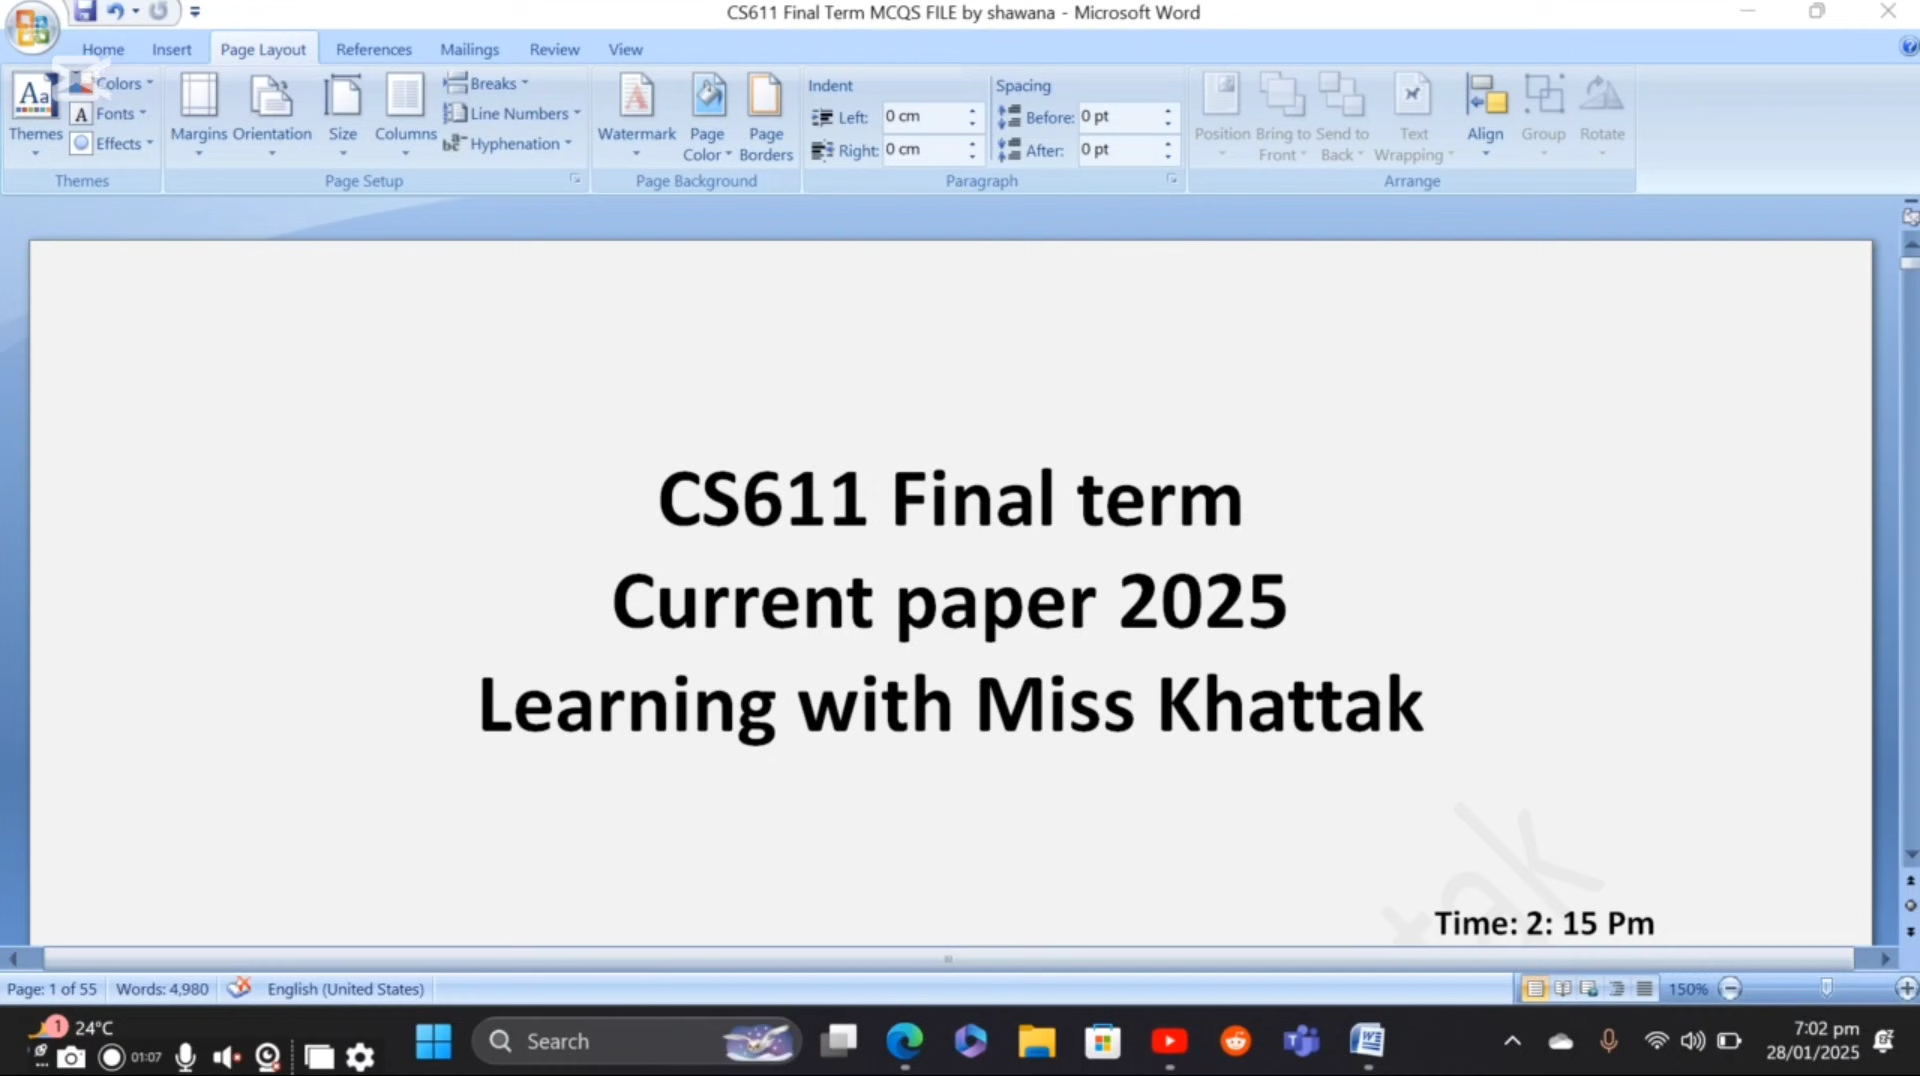 CS611 Final Term MCQS FILE by shawana - Microsoft Word
Home Insert Page Layout References Mailings Review View
Themes
Colors
Fonts
Effects
Themes
Margins Orientation Size Columns
Breaks
Line Numbers
Hyphenation
Page Setup
Watermark Page Color Page Borders
Page Background
Indent
Left: 0 cm
Right: 0 cm
Spacing
Before: 0 pt
After: 0 pt
Paragraph
Position Bring to Front Send to Back Text Wrapping Align Group Rotate
Arrange
CS611 Final term
Current paper 2025
Learning with Miss Khattak
Time: 2: 15 Pm
Page: 1 of 55 Words: 4,980 English (United States) 150%
1 24°C
01:07
Search
7:02 pm
28/01/2025